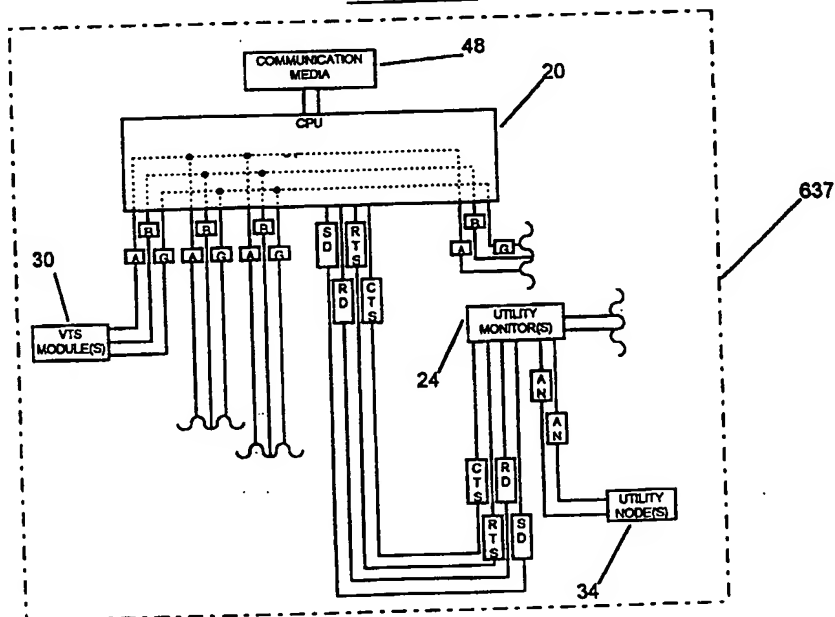 COMMUNICATION
MEDIA
48
20
CPU
637
B B B B
A G A G A G A G
SD
RD
RTS
CTS
30
VTS
MODULE(S)
UTILITY
MONITOR(S)
24
AN
AN
CTS
RTS
RD
SD
UTILITY
NODE(S)
34